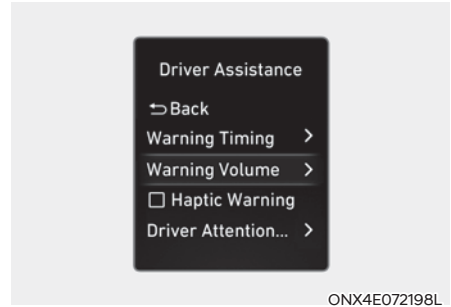 Driver Assistance
⮌ Back
Warning Timing >
Warning Volume >
☐ Haptic Warning
Driver Attention... >
ONX4E072198L